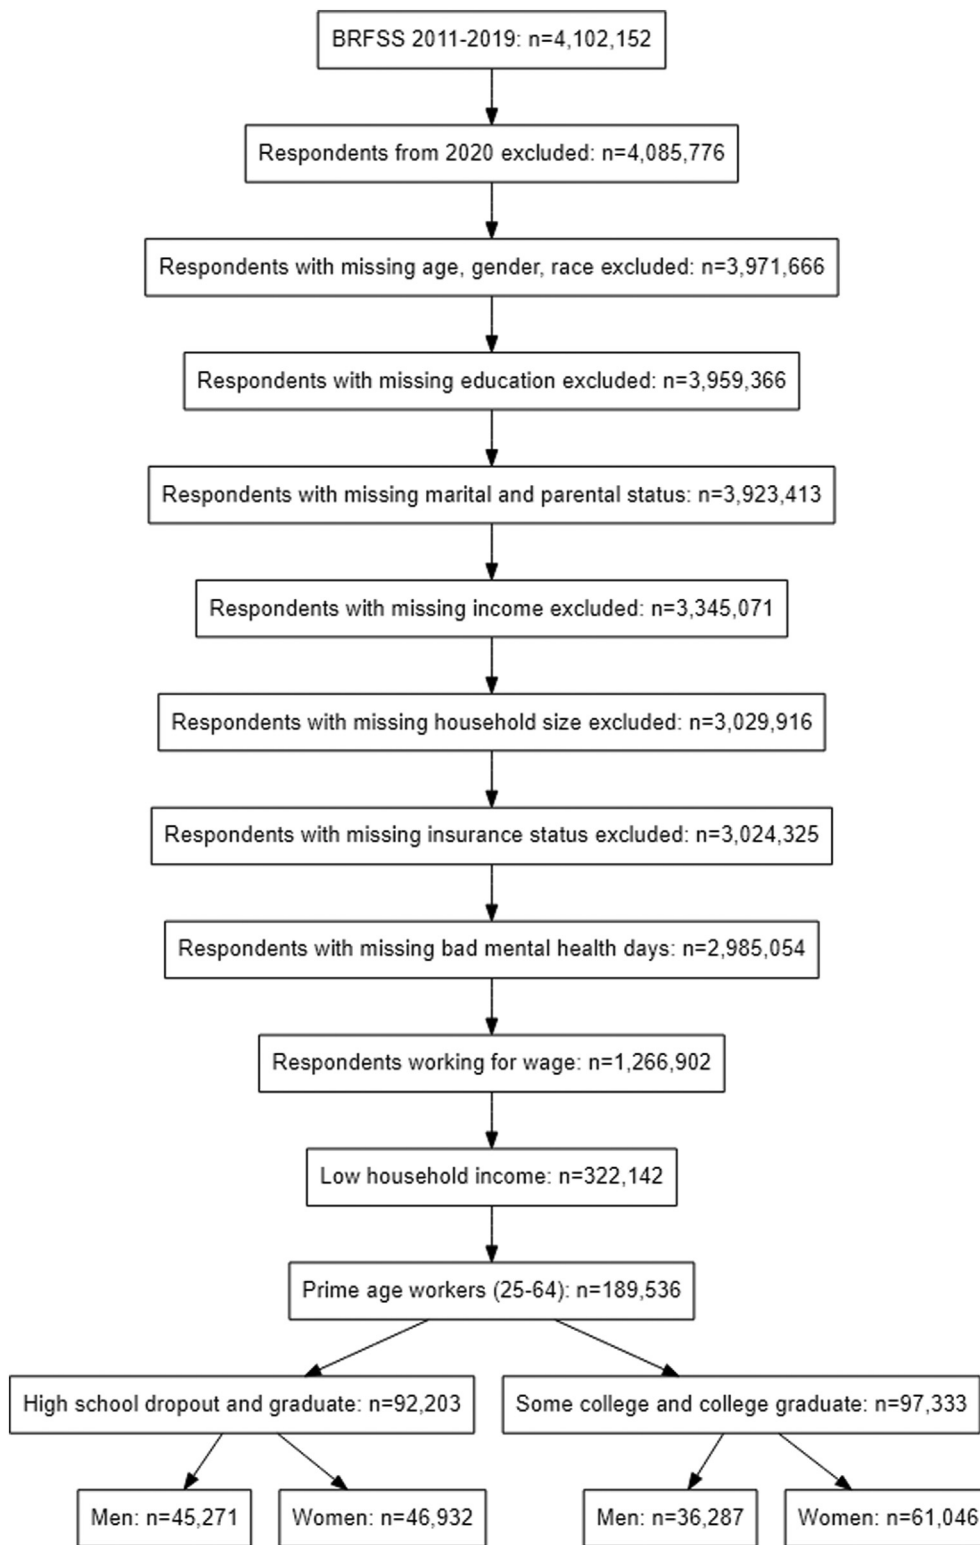 BRFSS 2011-2019: n=4,102,152
Respondents from 2020 excluded: n=4,085,776
Respondents with missing age, gender, race excluded: n=3,971,666
Respondents with missing education excluded: n=3,959,366
Respondents with missing marital and parental status: n=3,923,413
Respondents with missing income excluded: n=3,345,071
Respondents with missing household size excluded: n=3,029,916
Respondents with missing insurance status excluded: n=3,024,325
Respondents with missing bad mental health days: n=2,985,054
Respondents working for wage: n=1,266,902
Low household income: n=322,142
Prime age workers (25-64): n=189,536
High school dropout and graduate: n=92,203
Some college and college graduate: n=97,333
Men: n=45,271
Women: n=46,932
Men: n=36,287
Women: n=61,046